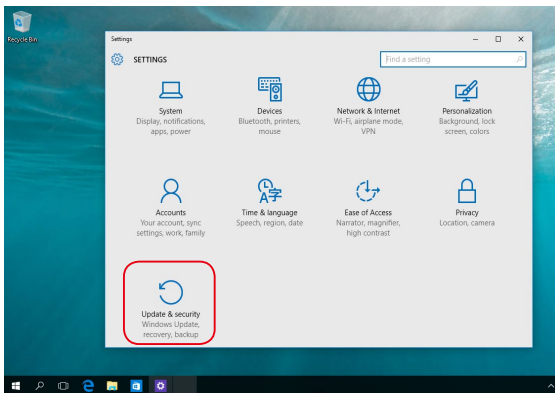 Recycle Bin
Settings
SETTINGS
Find a setting
System
Display, notifications,
apps, power
Devices
Bluetooth, printers,
mouse
Network & Internet
Wi-Fi, airplane mode,
VPN
Personalization
Background, lock
screen, colors
Accounts
Your account, sync
settings, work, family
Time & language
Speech, region, date
Ease of Access
Narrator, magnifier,
high contrast
Privacy
Location, camera
Update & security
Windows Update,
recovery, backup